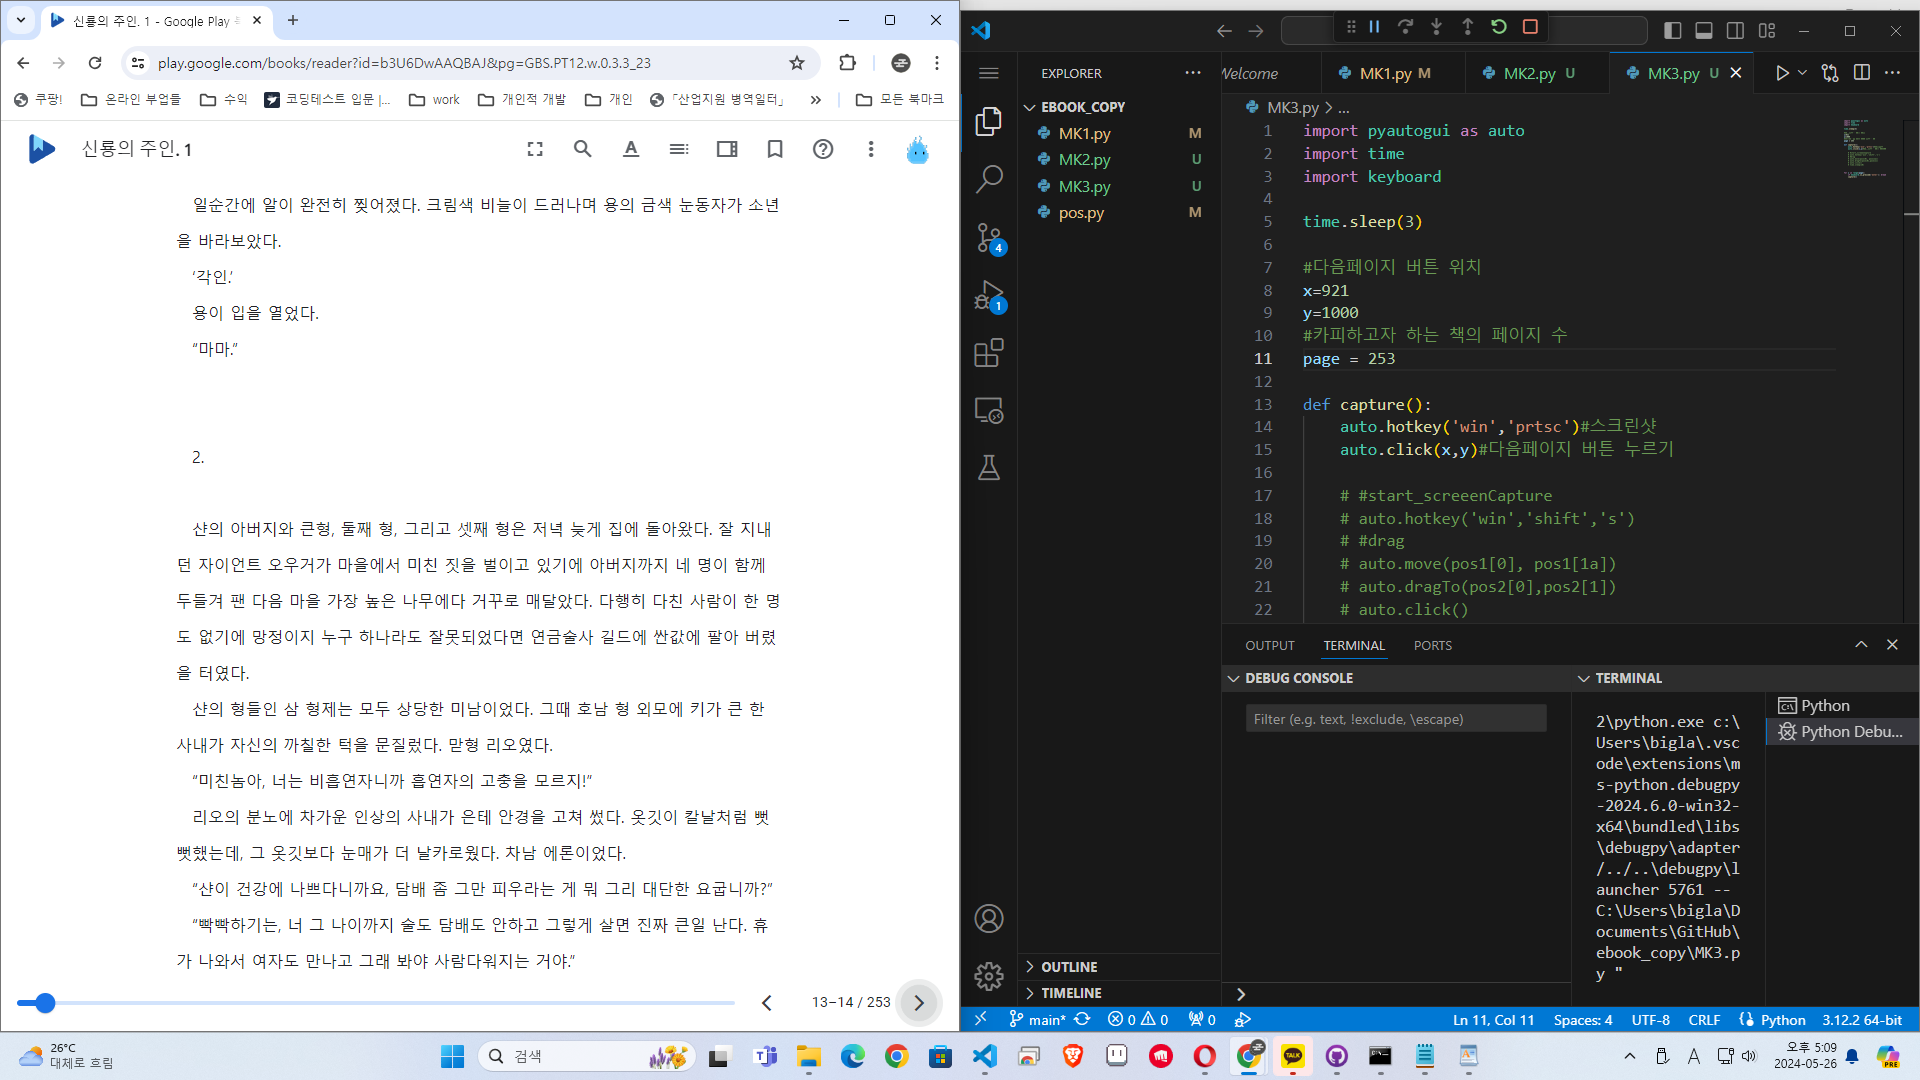 신룡의 주인. 1 - Google Play
play.google.com/books/reader?id=b3U6DwAAQBAJ&pg=GBS.PT12.w.0.3.3_23
쿠팡! 온라인 부업들 수익 코딩테스트 입문 |... work 개인적 개발 개인 「산업지원 병역일터」 » 모든 북마크
신룡의 주인. 1
일순간에 알이 완전히 찢어졌다. 크림색 비늘이 드러나며 용의 금색 눈동자가 소년
을 바라보았다.
‘각인.’
용이 입을 열었다.
“마마.”
2.
샨의 아버지와 큰형, 둘째 형, 그리고 셋째 형은 저녁 늦게 집에 돌아왔다. 잘 지내
던 자이언트 오우거가 마을에서 미친 짓을 벌이고 있기에 아버지까지 네 명이 함께
두들겨 팬 다음 마을 가장 높은 나무에다 거꾸로 매달았다. 다행히 다친 사람이 한 명
도 없기에 망정이지 누구 하나라도 잘못되었다면 연금술사 길드에 싼값에 팔아 버렸
을 터였다.
샨의 형들인 삼 형제는 모두 상당한 미남이었다. 그때 호남 형 외모에 키가 큰 한
사내가 자신의 까칠한 턱을 문질렀다. 맏형 리오였다.
“미친놈아, 너는 비흡연자니까 흡연자의 고충을 모르지!”
리오의 분노에 차가운 인상의 사내가 은테 안경을 고쳐 썼다. 옷깃이 칼날처럼 뻣
뻣했는데, 그 옷깃보다 눈매가 더 날카로웠다. 차남 에론이었다.
“샨이 건강에 나쁘다니까요, 담배 좀 그만 피우라는 게 뭐 그리 대단한 요굽니까?”
“빡빡하기는, 너 그 나이까지 술도 담배도 안하고 그렇게 살면 진짜 큰일 난다. 휴
가 나와서 여자도 만나고 그래 봐야 사람다워지는 거야.”
13–14 / 253
EXPLORER
EBOOK_COPY
MK1.py M
MK2.py U
MK3.py U
pos.py M
4
1
OUTLINE
TIMELINE
Welcome MK1.py M MK2.py U MK3.py U
MK3.py > ...
1 import pyautogui as auto
2 import time
3 import keyboard
4
5 time.sleep(3)
6
7 #다음페이지 버튼 위치
8 x=921
9 y=1000
10 #카피하고자 하는 책의 페이지 수
11 page = 253
12
13 def capture():
14 auto.hotkey('win','prtsc')#스크린샷
15 auto.click(x,y)#다음페이지 버튼 누르기
16
17 # #start_screeenCapture
18 # auto.hotkey('win','shift','s')
19 # #drag
20 # auto.move(pos1[0], pos1[1a])
21 # auto.dragTo(pos2[0],pos2[1])
22 # auto.click()
OUTPUT TERMINAL PORTS
DEBUG CONSOLE
Filter (e.g. text, !exclude, \escape)
TERMINAL
2\python.exe c:\
Users\bigla\.vsc
ode\extensions\m
s-python.debugpy
-2024.6.0-win32-
x64\bundled\libs
\debugpy\adapter
/../..\debugpy\l
auncher 5761 --
C:\Users\bigla\D
ocuments\GitHub\
ebook_copy\MK3.p
y "
Python
Python Debu...
main* 0 0 0 Ln 11, Col 11 Spaces: 4 UTF-8 CRLF Python 3.12.2 64-bit
26°C
대체로 흐림
검색
TALK
A
오후 5:09
2024-05-26
PRE